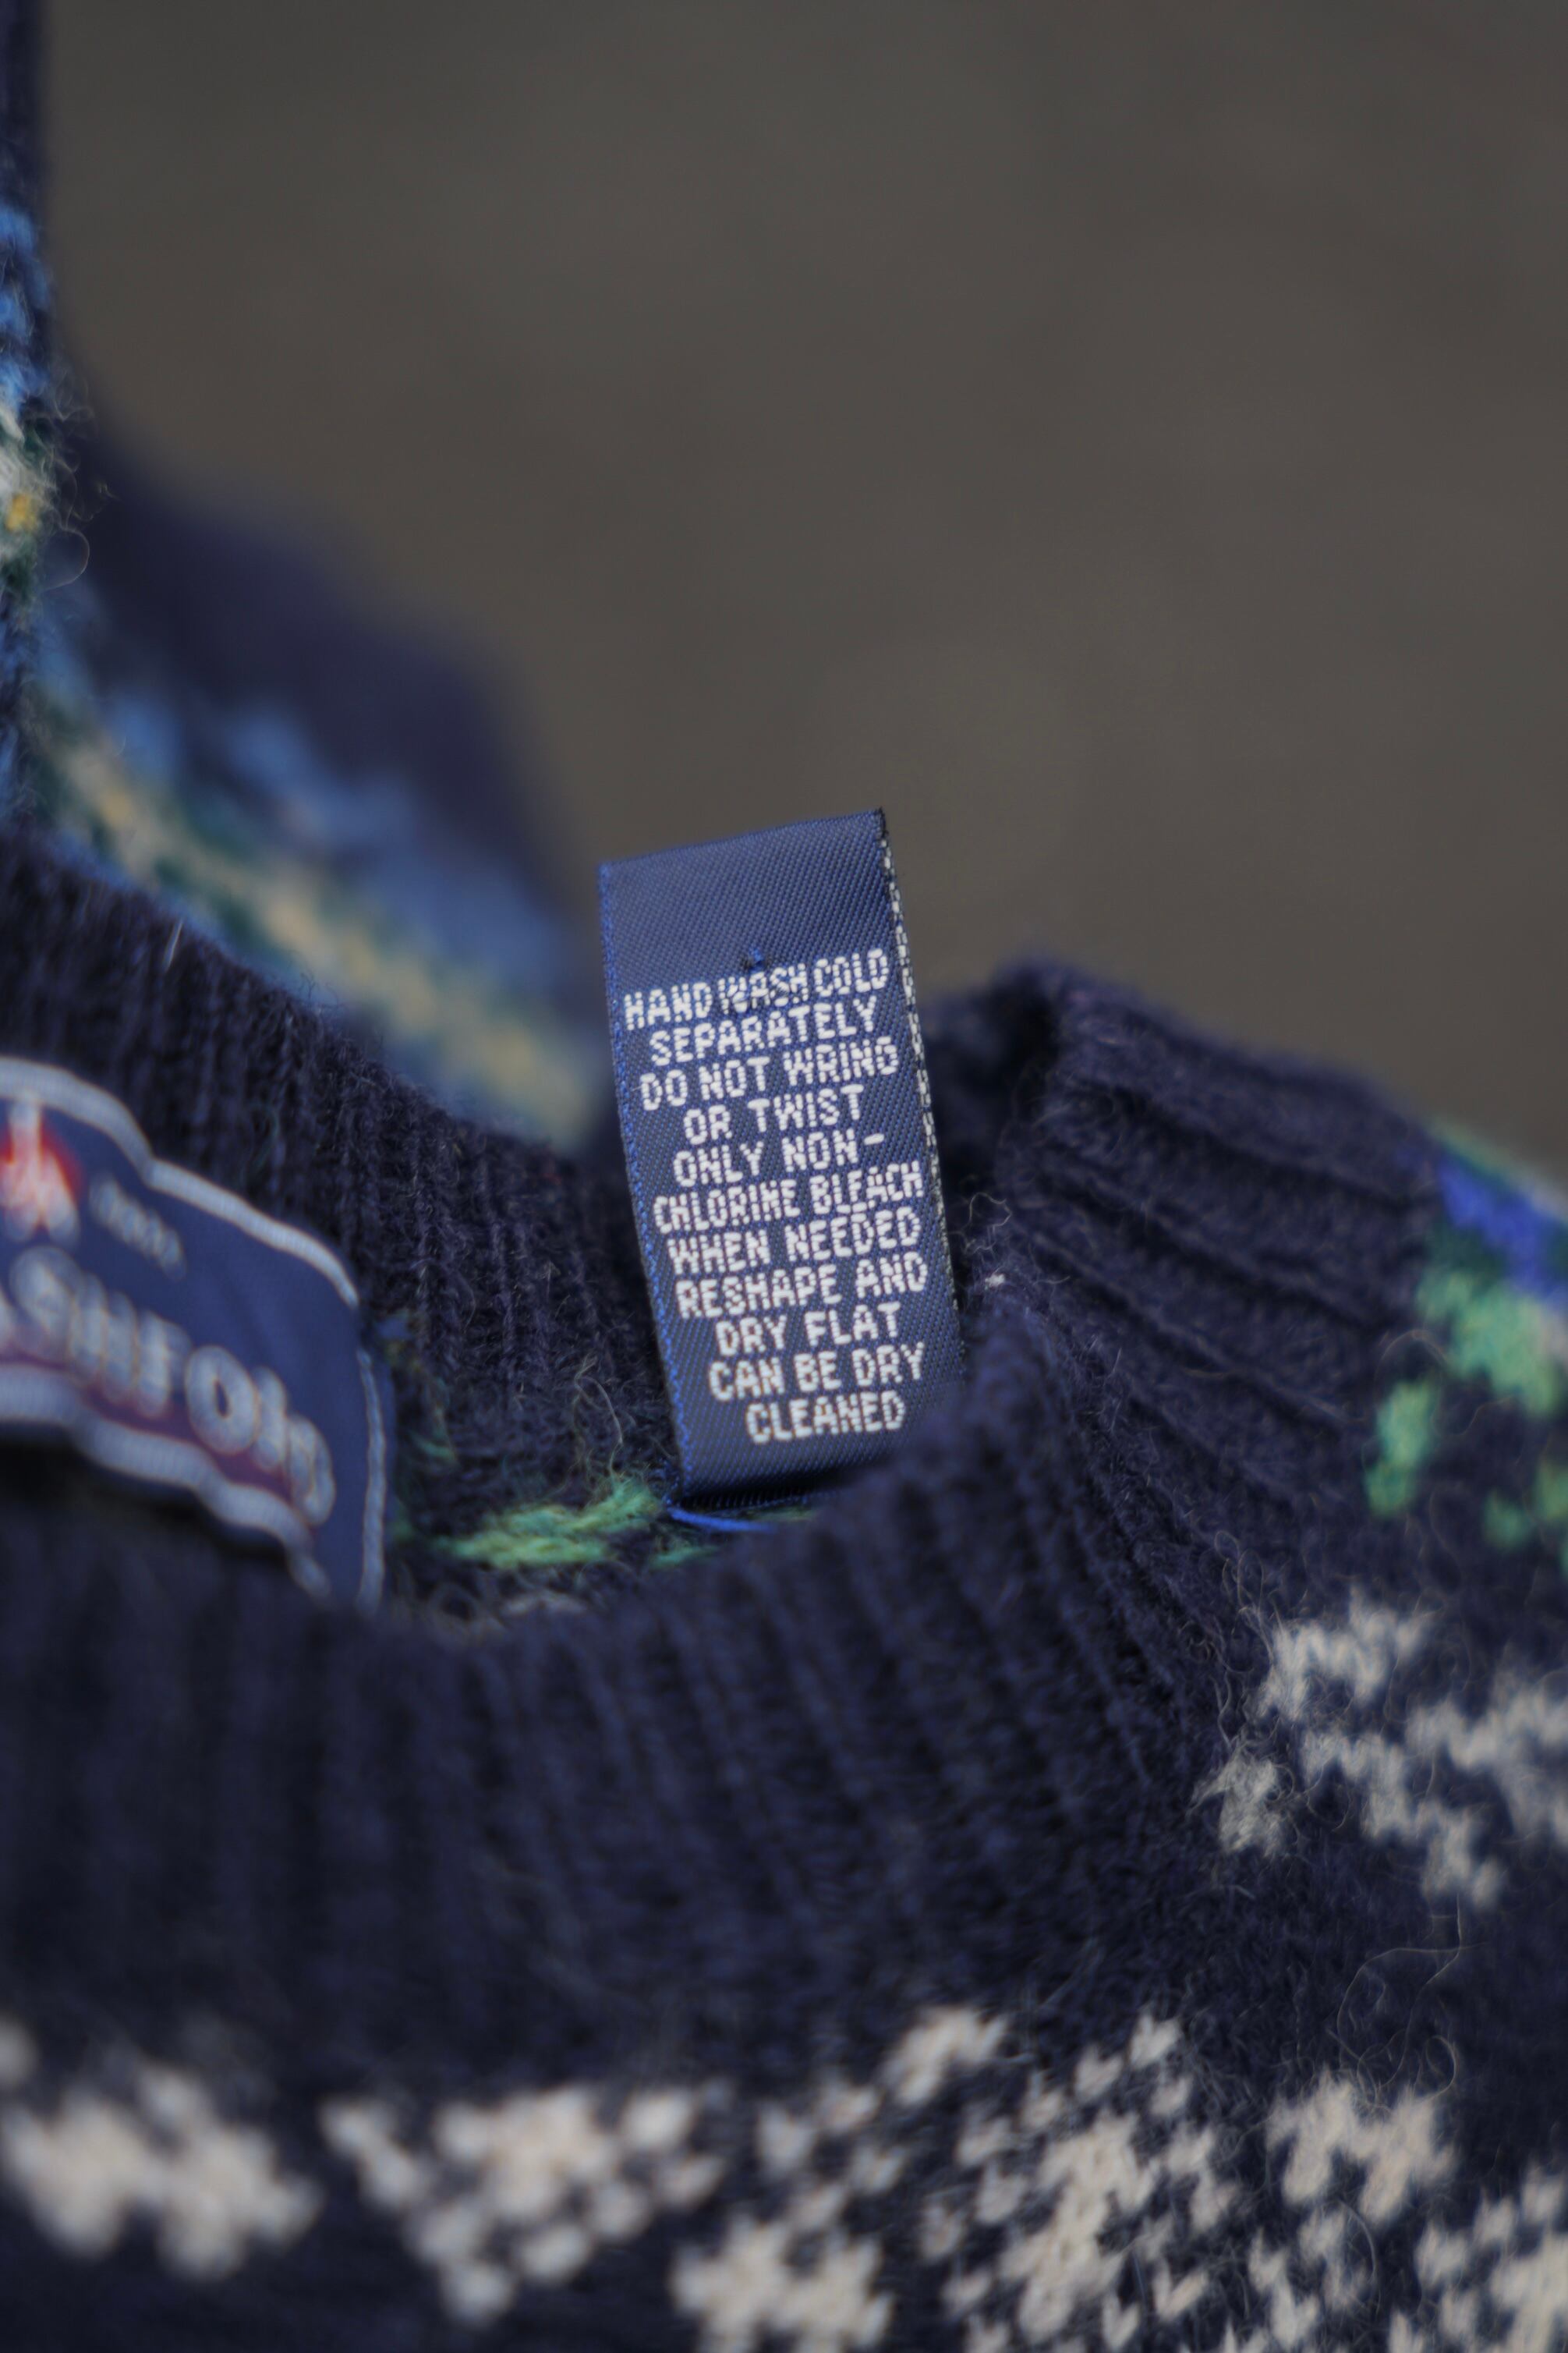 HAND WASH COLD
SEPARATELY
DO NOT WRING
OR TWIST
ONLY NON-
CHLORINE BLEACH
WHEN NEEDED
RESHAPE AND
DRY FLAT
CAN BE DRY
CLEANED